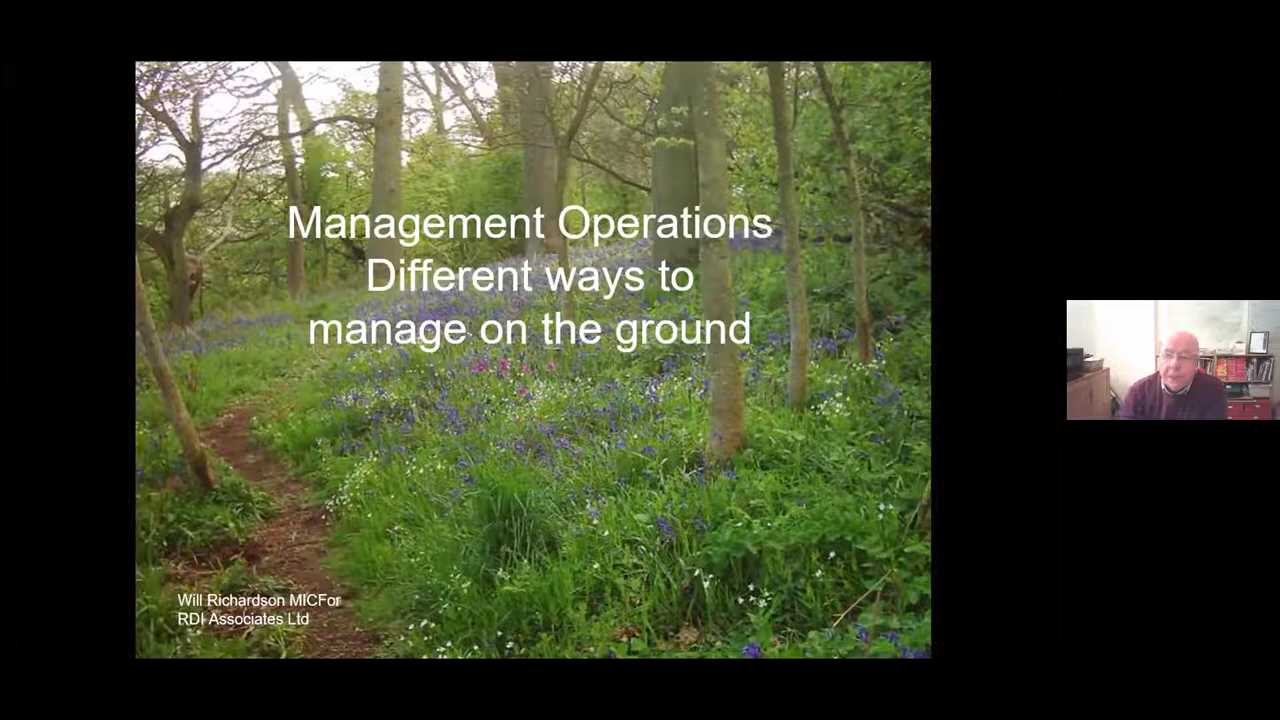 Management Operations
Different ways to
manage on the ground
Will Richardson MICFor
RDI Associates Ltd